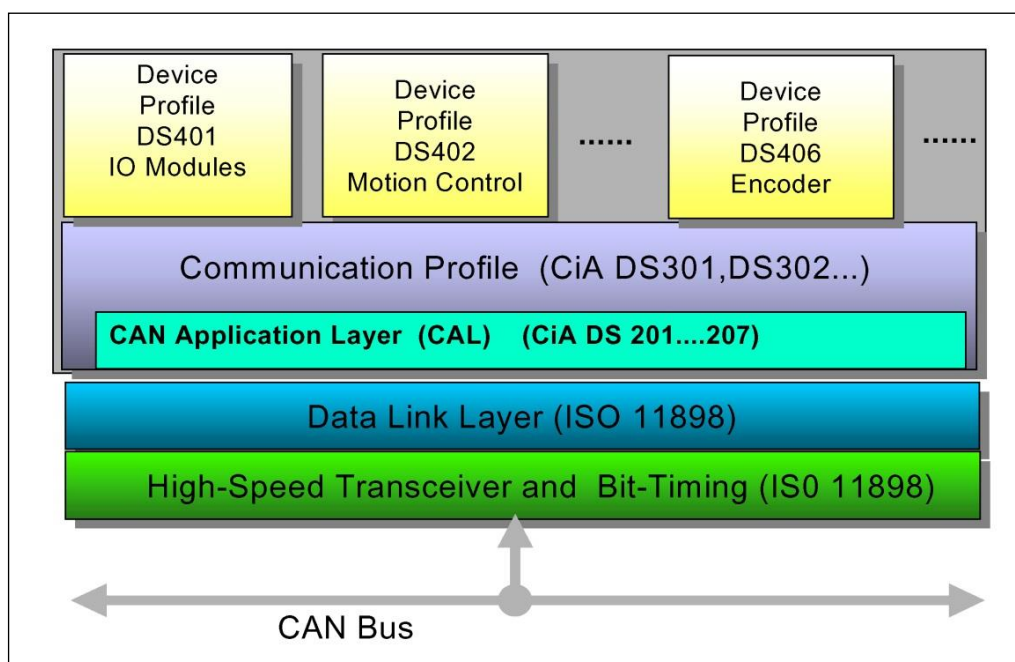 Device
Profile
DS401
IO Modules
Device
Profile
DS402
Motion Control
......
Device
Profile
DS406
Encoder
......
Communication Profile (CiA DS301,DS302...)
CAN Application Layer (CAL) (CiA DS 201....207)
Data Link Layer (ISO 11898)
High-Speed Transceiver and Bit-Timing (IS0 11898)
CAN Bus